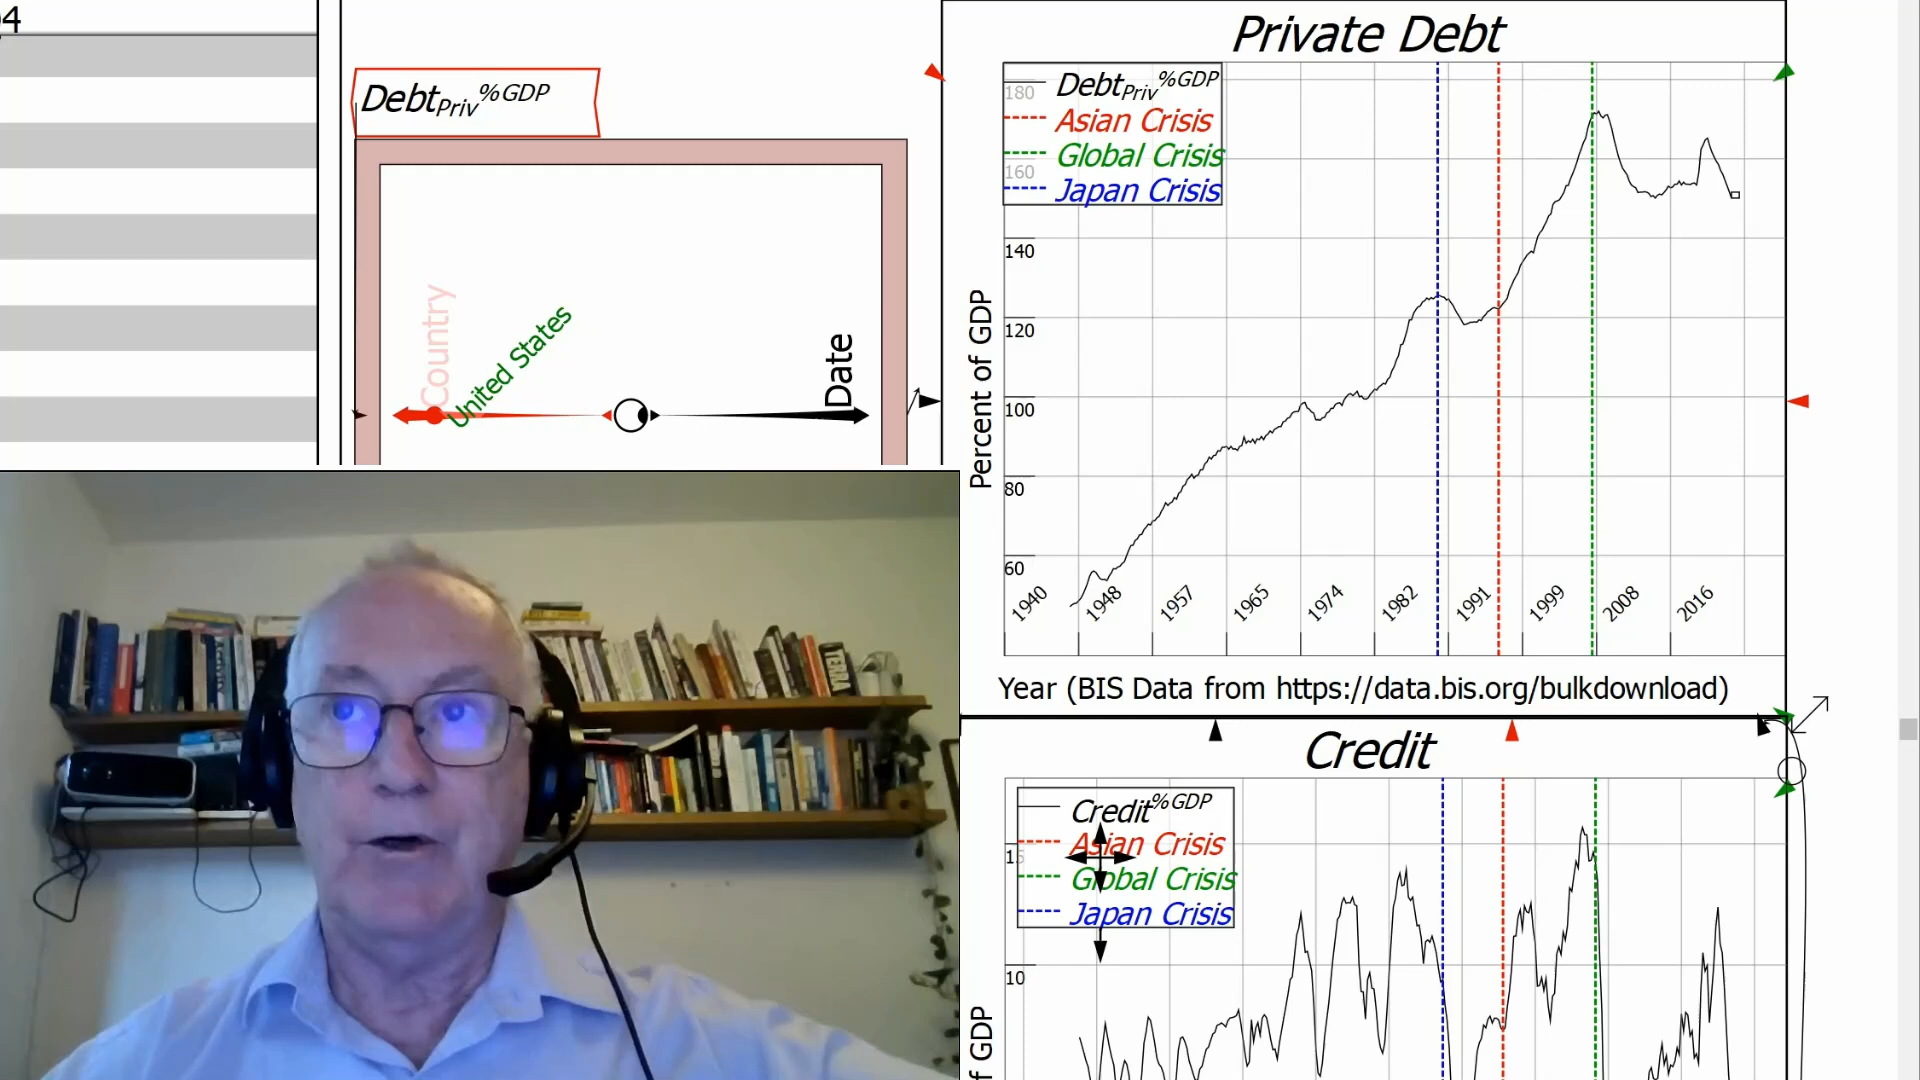 04
Debt Priv %GDP
Country
United States
Date
Private Debt
Debt Priv %GDP
Asian Crisis
Global Crisis
Japan Crisis
180
160
140
120
100
80
60
Percent of GDP
1940 1948 1957 1965 1974 1982 1991 1999 2008 2016
Year (BIS Data from https://data.bis.org/bulkdownload)
Credit
Credit %GDP
Asian Crisis
Global Crisis
Japan Crisis
15
10
f GDP
TERRA